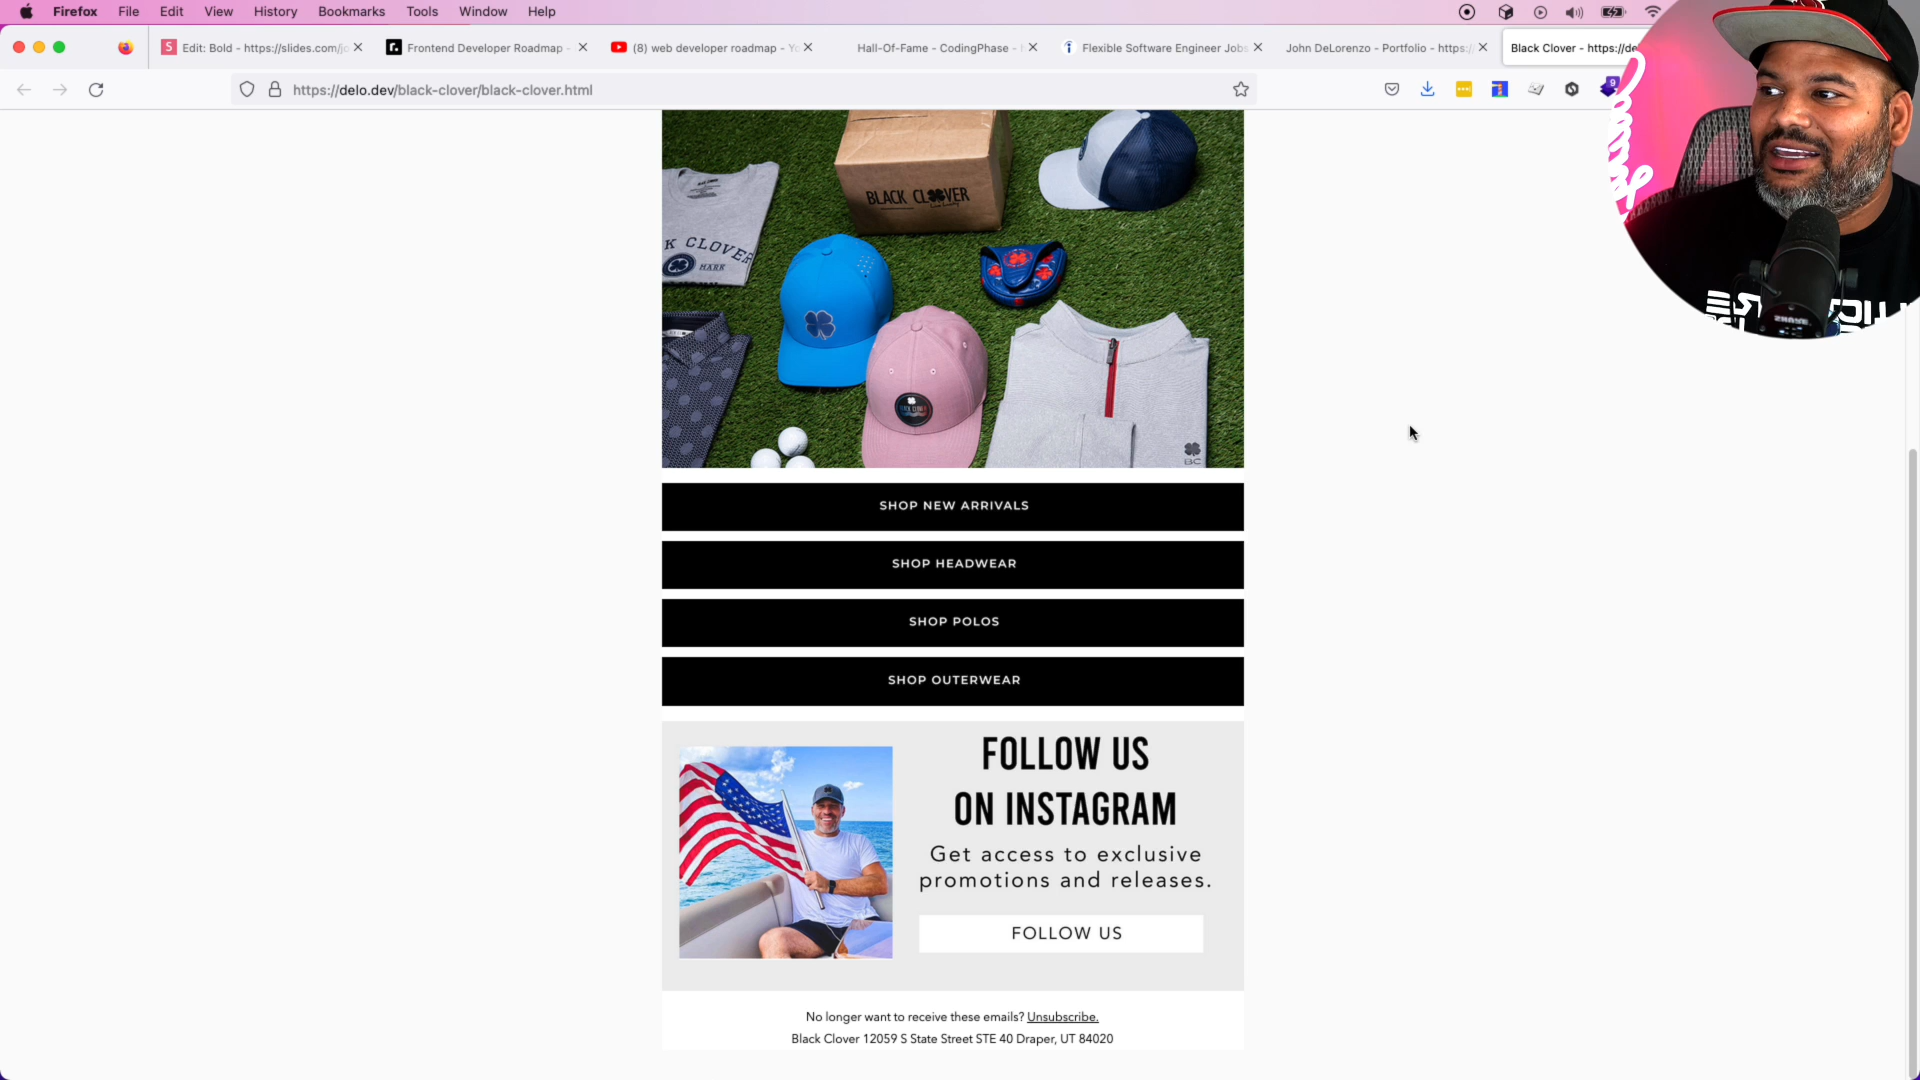 Firefox File Edit View History Bookmarks Tools Window Help
Edit: Bold - https://slides.com/jo
Frontend Developer Roadmap -
(8) web developer roadmap - Yo
Hall-Of-Fame - CodingPhase -
Flexible Software Engineer Jobs
John DeLorenzo - Portfolio - https:/
Black Clover - https://de
https://delo.dev/black-clover/black-clover.html
9
BLACK CLOVER
K CLOVER
BC
SHOP NEW ARRIVALS
SHOP HEADWEAR
SHOP POLOS
SHOP OUTERWEAR
FOLLOW US
ON INSTAGRAM
Get access to exclusive
promotions and releases.
FOLLOW US
No longer want to receive these emails? Unsubscribe.
Black Clover 12059 S State Street STE 40 Draper, UT 84020